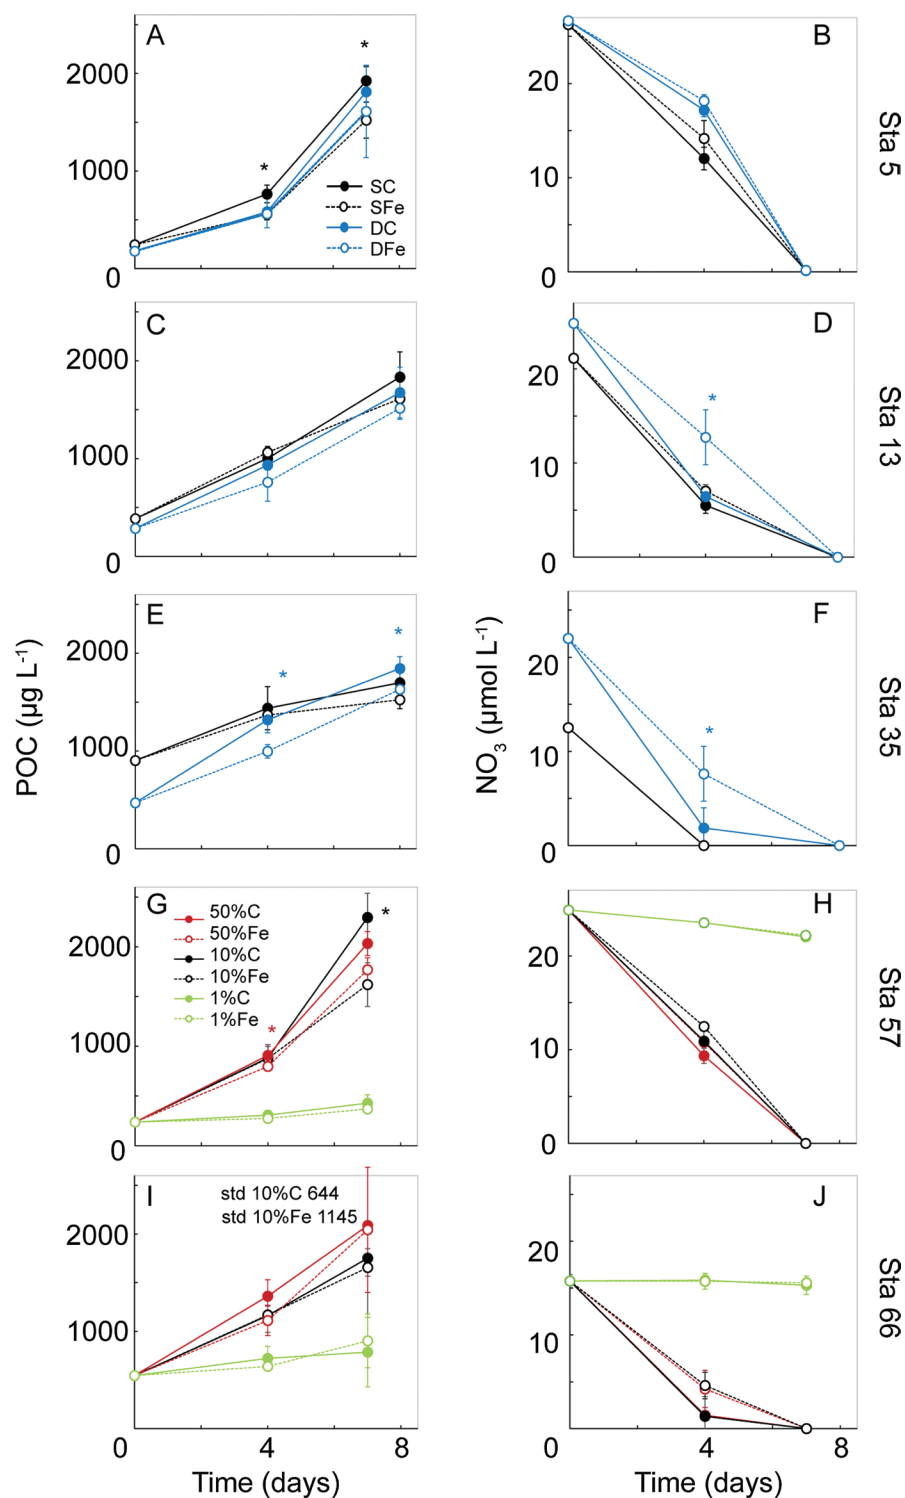 A
*
*
2000
1000
0
SC
SFe
DC
DFe
B
20
10
0
Sta 5
C
2000
1000
0
D
*
20
10
0
Sta 13
E
*
*
2000
1000
0
F
*
20
10
0
Sta 35
POC (µg L-1)
NO3 (µmol L-1)
G
50%C
50%Fe
10%C
10%Fe
1%C
1%Fe
*
*
2000
1000
0
H
20
10
0
Sta 57
I
std 10%C 644
std 10%Fe 1145
2000
1000
0 4 8
Time (days)
J
20
10
0
0 4 8
Time (days)
Sta 66